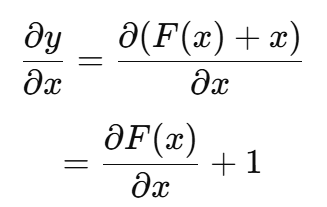 ∂y/∂x = ∂(F(x) + x)/∂x
= ∂F(x)/∂x + 1